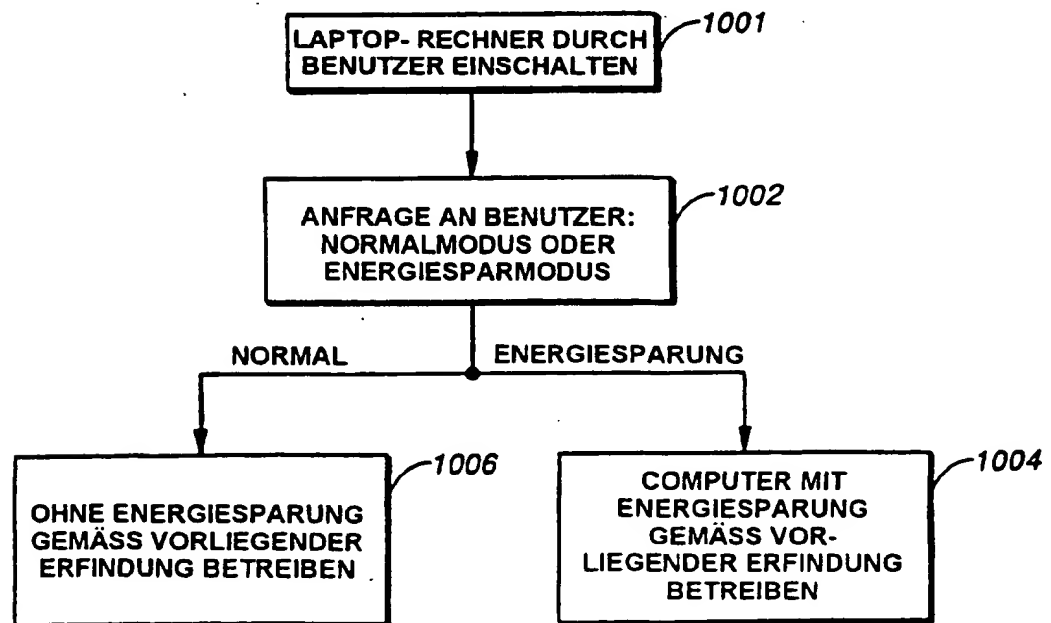 LAPTOP- RECHNER DURCH
BENUTZER EINSCHALTEN
1001
ANFRAGE AN BENUTZER:
NORMALMODUS ODER
ENERGIESPARMODUS
1002
NORMAL
ENERGIESPARUNG
OHNE ENERGIESPARUNG
GEMÄSS VORLIEGENDER
ERFINDUNG BETREIBEN
1006
COMPUTER MIT
ENERGIESPARUNG
GEMÄSS VOR-
LIEGENDER ERFINDUNG
BETREIBEN
1004